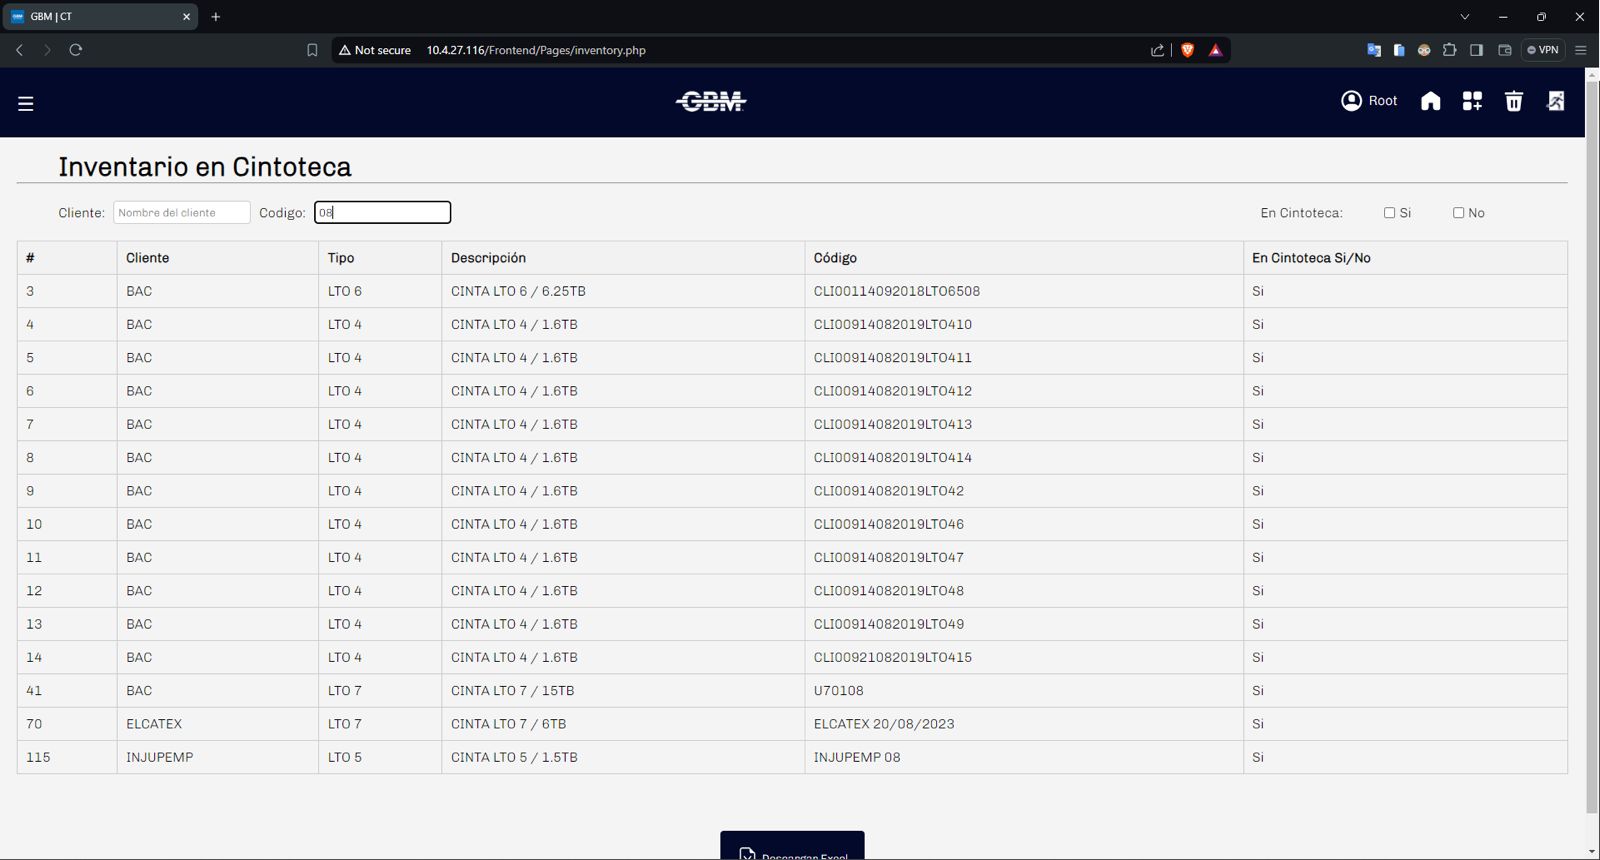 GBM | CT
Not secure 10.4.27.116/Frontend/Pages/inventory.php
VPN
GBM
Root
Inventario en Cintoteca
Cliente: Nombre del cliente Codigo: 08 En Cintoteca: Si No
# Cliente Tipo Descripción Código En Cintoteca Si/No
3 BAC LTO 6 CINTA LTO 6 / 6.25TB CLI00114092018LTO6508 Si
4 BAC LTO 4 CINTA LTO 4 / 1.6TB CLI00914082019LTO410 Si
5 BAC LTO 4 CINTA LTO 4 / 1.6TB CLI00914082019LTO411 Si
6 BAC LTO 4 CINTA LTO 4 / 1.6TB CLI00914082019LTO412 Si
7 BAC LTO 4 CINTA LTO 4 / 1.6TB CLI00914082019LTO413 Si
8 BAC LTO 4 CINTA LTO 4 / 1.6TB CLI00914082019LTO414 Si
9 BAC LTO 4 CINTA LTO 4 / 1.6TB CLI00914082019LTO42 Si
10 BAC LTO 4 CINTA LTO 4 / 1.6TB CLI00914082019LTO46 Si
11 BAC LTO 4 CINTA LTO 4 / 1.6TB CLI00914082019LTO47 Si
12 BAC LTO 4 CINTA LTO 4 / 1.6TB CLI00914082019LTO48 Si
13 BAC LTO 4 CINTA LTO 4 / 1.6TB CLI00914082019LTO49 Si
14 BAC LTO 4 CINTA LTO 4 / 1.6TB CLI00921082019LTO415 Si
41 BAC LTO 7 CINTA LTO 7 / 15TB U70108 Si
70 ELCATEX LTO 7 CINTA LTO 7 / 6TB ELCATEX 20/08/2023 Si
115 INJUPEMP LTO 5 CINTA LTO 5 / 1.5TB INJUPEMP 08 Si
Descargar Excel